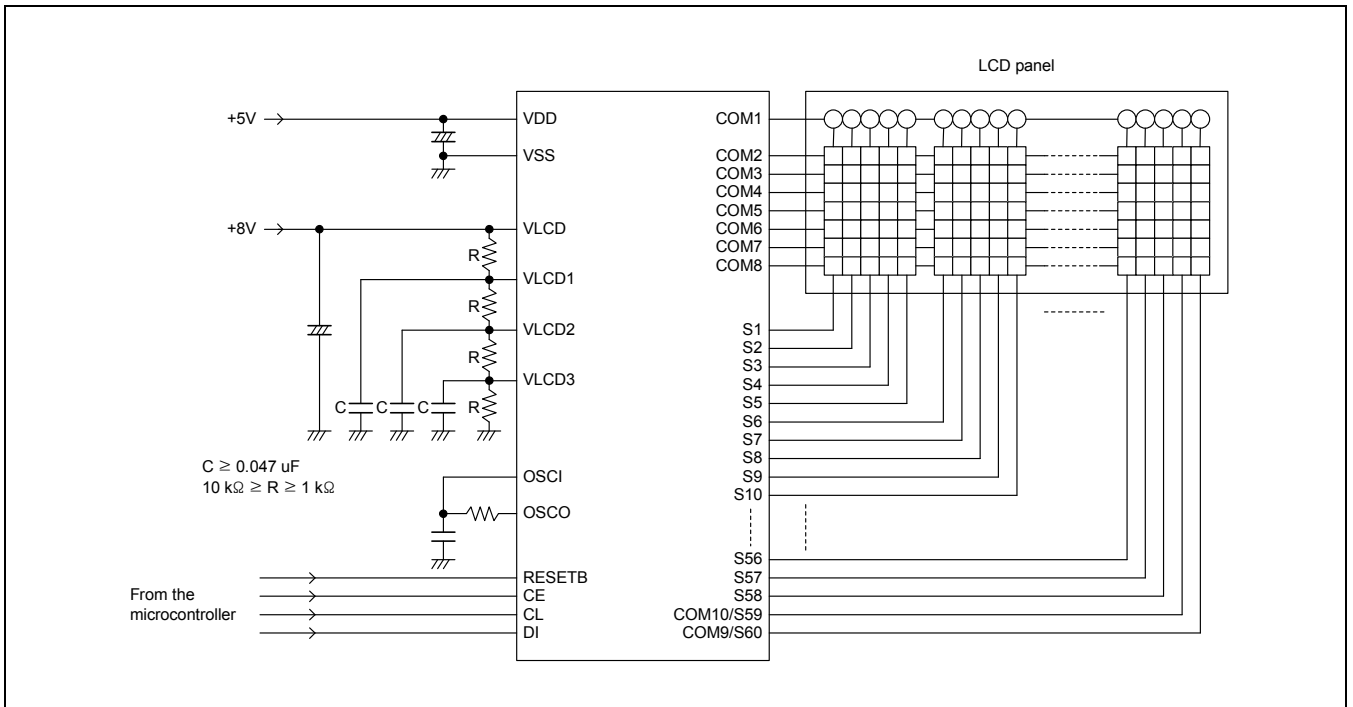 LCD panel
+5V
VDD
VSS
+8V
VLCD
R
VLCD1
R
VLCD2
R
VLCD3
R
C
C
C
C ≥ 0.047 uF
10 kΩ ≥ R ≥ 1 kΩ
OSCI
OSCO
From the
microcontroller
RESETB
CE
CL
DI
COM1
COM2
COM3
COM4
COM5
COM6
COM7
COM8
S1
S2
S3
S4
S5
S6
S7
S8
S9
S10
S56
S57
S58
COM10/S59
COM9/S60